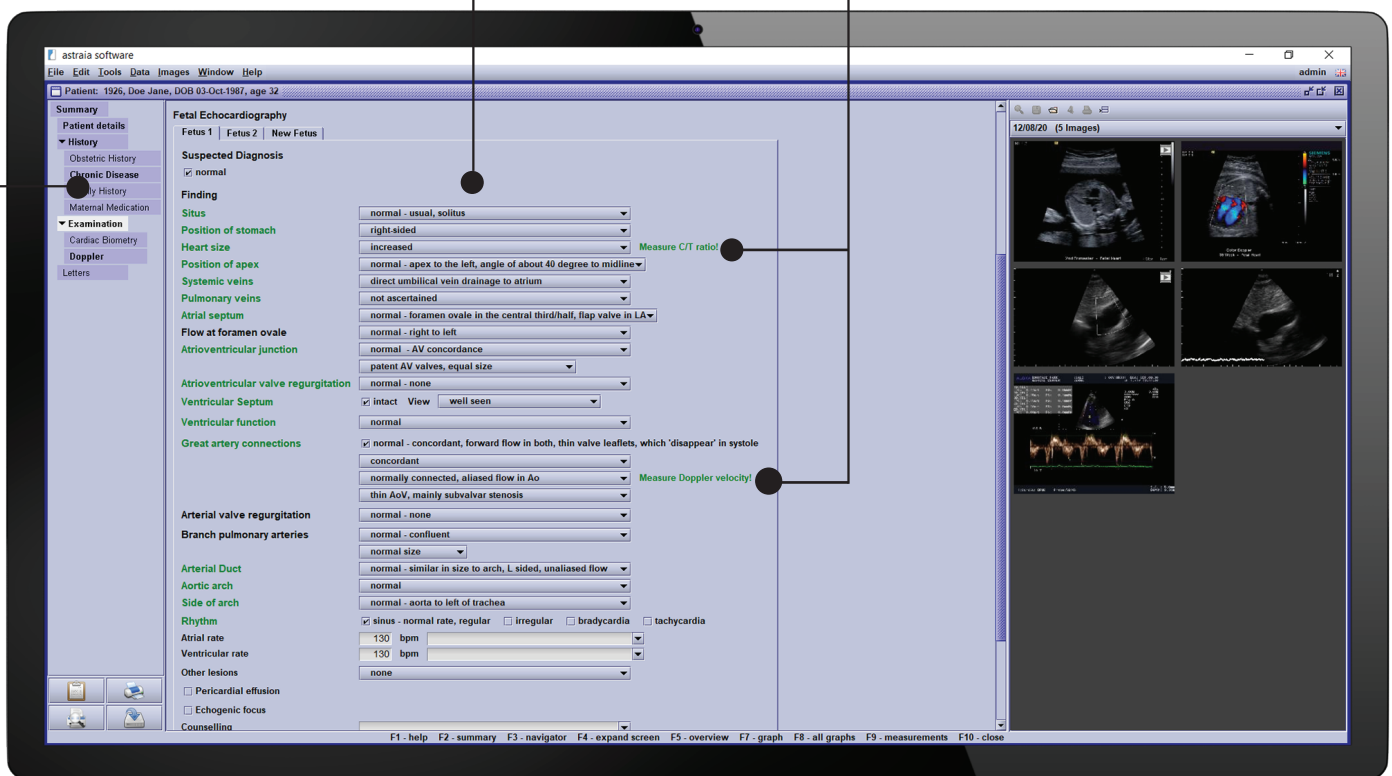 astraia software
File Edit Tools Data Images Window Help
admin
Patient: 1926, Doe Jane, DOB 03-Oct-1987, age 32
Summary
Patient details
History
Obstetric History
Chronic Disease
History
Maternal Medication
Examination
Cardiac Biometry
Doppler
Letters
Fetal Echocardiography
Fetus 1 Fetus 2 New Fetus
Suspected Diagnosis
normal
Finding
Situs normal - usual, solitus
Position of stomach right-sided
Heart size increased Measure C/T ratio!
Position of apex normal - apex to the left, angle of about 40 degree to midline
Systemic veins direct umbilical vein drainage to atrium
Pulmonary veins not ascertained
Atrial septum normal - foramen ovale in the central third/half, flap valve in LA
Flow at foramen ovale normal - right to left
Atrioventricular junction normal - AV concordance
patent AV valves, equal size
Atrioventricular valve regurgitation normal - none
Ventricular Septum intact View well seen
Ventricular function normal
Great artery connections normal - concordant, forward flow in both, thin valve leaflets, which 'disappear' in systole
concordant
normally connected, aliased flow in Ao Measure Doppler velocity!
thin AoV, mainly subvalvar stenosis
Arterial valve regurgitation normal - none
Branch pulmonary arteries normal - confluent
normal size
Arterial Duct normal - similar in size to arch, L sided, unaliased flow
Aortic arch normal
Side of arch normal - aorta to left of trachea
Rhythm sinus - normal rate, regular irregular bradycardia tachycardia
Atrial rate 130 bpm
Ventricular rate 130 bpm
Other lesions none
Pericardial effusion
Echogenic focus
Counselling
12/08/20 (5 Images)
2nd Trimester - Fetal Heart
Color Doppler
F1 - help F2 - summary F3 - navigator F4 - expand screen F5 - overview F7 - graph F8 - all graphs F9 - measurements F10 - close